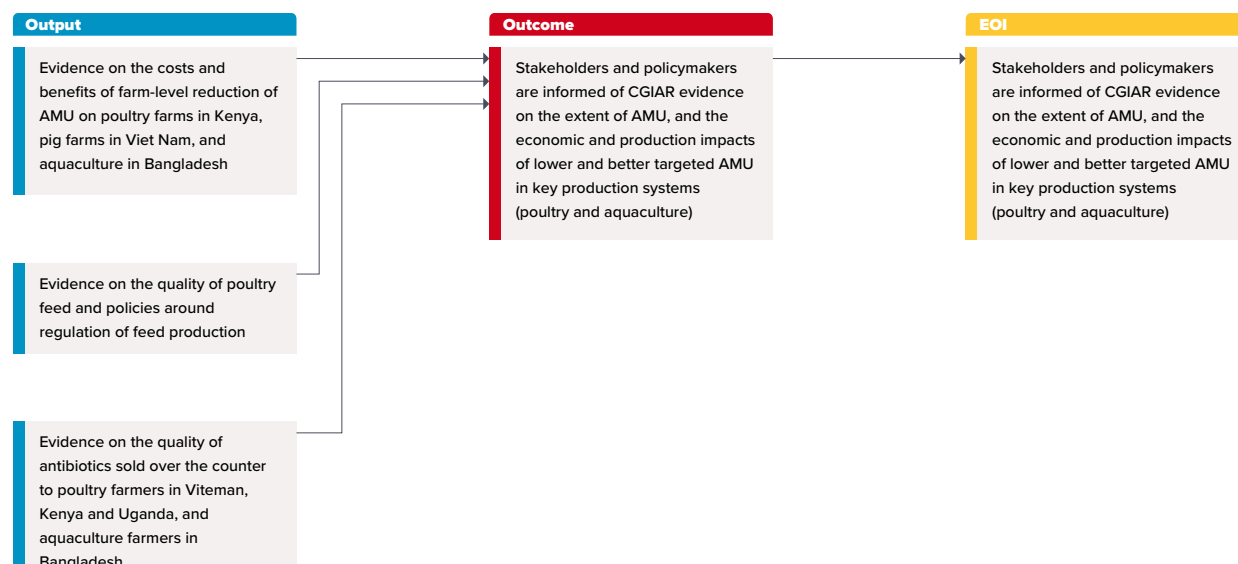 Output
Evidence on the costs and
benefits of farm-level reduction of
AMU on poultry farms in Kenya,
pig farms in Viet Nam, and
aquaculture in Bangladesh
Evidence on the quality of poultry
feed and policies around
regulation of feed production
Evidence on the quality of
antibiotics sold over the counter
to poultry farmers in Viteman,
Kenya and Uganda, and
aquaculture farmers in
Bangladesh
Outcome
Stakeholders and policymakers
are informed of CGIAR evidence
on the extent of AMU, and the
economic and production impacts
of lower and better targeted AMU
in key production systems
(poultry and aquaculture)
EOI
Stakeholders and policymakers
are informed of CGIAR evidence
on the extent of AMU, and the
economic and production impacts
of lower and better targeted AMU
in key production systems
(poultry and aquaculture)